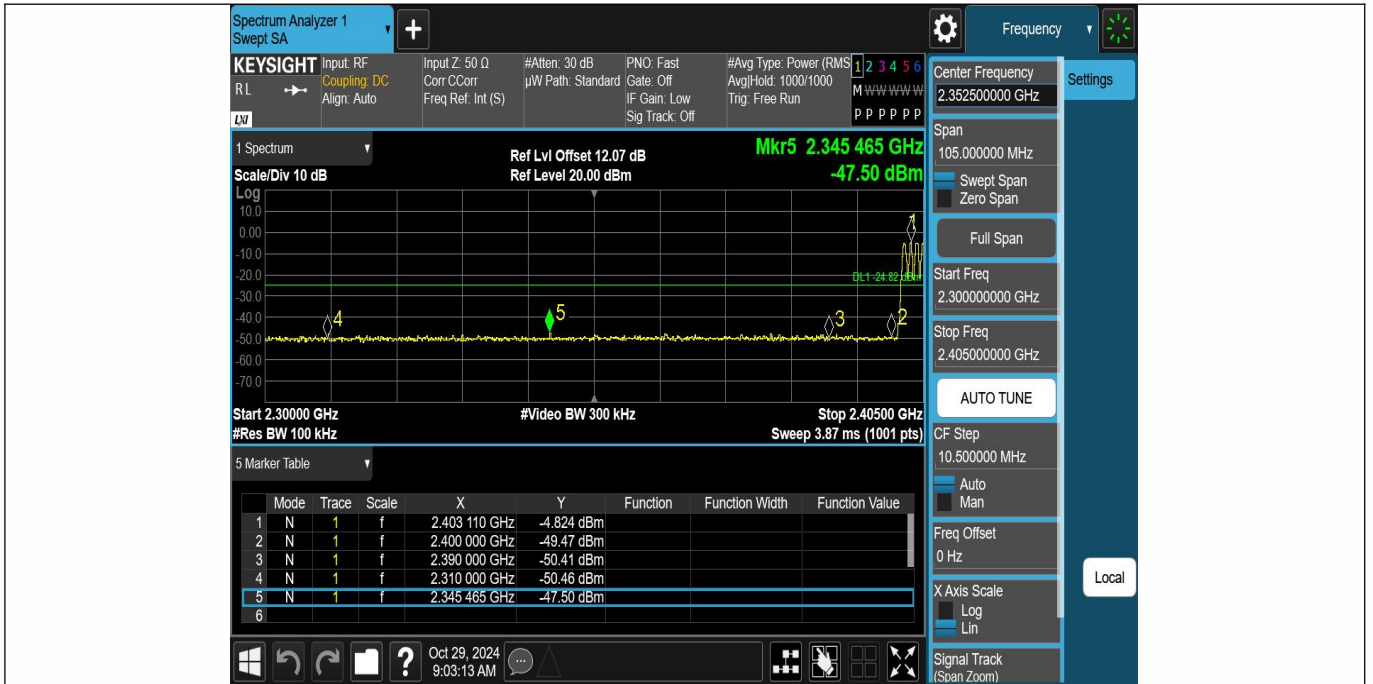 Spectrum Analyzer 1
Swept SA
+
Frequency
KEYSIGHT
RL
LXI
Input: RF
Coupling: DC
Align: Auto
Input Z: 50 Ω
Corr CCorr
Freq Ref: Int (S)
#Atten: 30 dB
µW Path: Standard
PNO: Fast
Gate: Off
IF Gain: Low
Sig Track: Off
#Avg Type: Power (RMS
Avg|Hold: 1000/1000
Trig: Free Run
1 2 3 4 5 6
M W W W W W
P P P P P P
1 Spectrum
Scale/Div 10 dB
Ref Lvl Offset 12.07 dB
Ref Level 20.00 dBm
Mkr5 2.345 465 GHz
-47.50 dBm
Log
10.0
0.00
-10.0
-20.0
-30.0
-40.0
-50.0
-60.0
-70.0
1
DL1 -24.82 dBm
4
5
3
2
Start 2.30000 GHz
#Video BW 300 kHz
Stop 2.40500 GHz
#Res BW 100 kHz
Sweep 3.87 ms (1001 pts)
5 Marker Table
Mode Trace Scale X Y Function Function Width Function Value
1 N 1 f 2.403 110 GHz -4.824 dBm
2 N 1 f 2.400 000 GHz -49.47 dBm
3 N 1 f 2.390 000 GHz -50.41 dBm
4 N 1 f 2.310 000 GHz -50.46 dBm
5 N 1 f 2.345 465 GHz -47.50 dBm
6
?
Oct 29, 2024
9:03:13 AM
Center Frequency
2.352500000 GHz
Settings
Span
105.000000 MHz
Swept Span
Zero Span
Full Span
Start Freq
2.300000000 GHz
Stop Freq
2.405000000 GHz
AUTO TUNE
CF Step
10.500000 MHz
Auto
Man
Freq Offset
0 Hz
X Axis Scale
Log
Lin
Signal Track
(Span Zoom)
Local